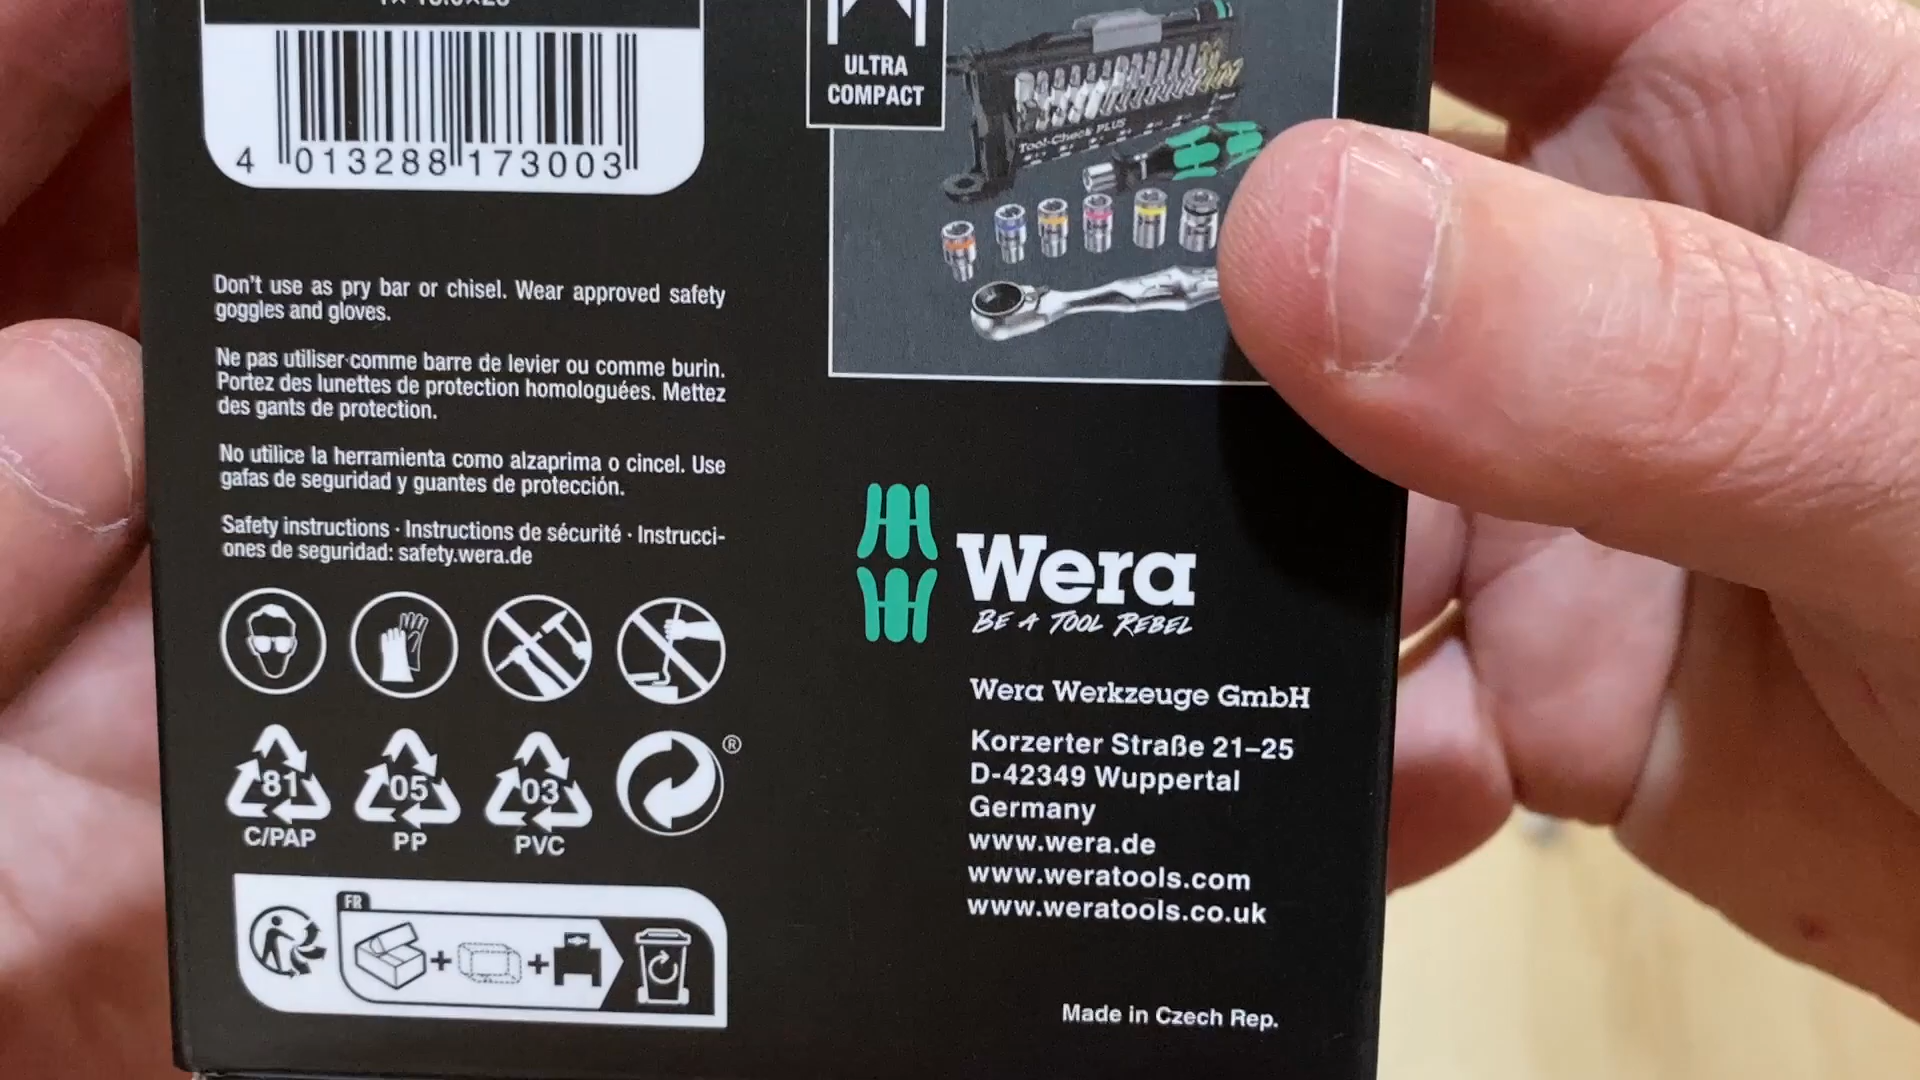 4 013288 173003
Don't use as pry bar or chisel. Wear approved safety
goggles and gloves.
Ne pas utiliser comme barre de levier ou comme burin.
Portez des lunettes de protection homologuées. Mettez
des gants de protection.
No utilice la herramienta como alzaprima o cincel. Use
gafas de seguridad y guantes de protección.
Safety instructions · Instructions de sécurité · Instrucci-
ones de seguridad: safety.wera.de
81
C/PAP
05
PP
03
PVC
®
FR
ULTRA
COMPACT
Tool-Check PLUS
Wera
BE A TOOL REBEL
Wera Werkzeuge GmbH
Korzerter Straße 21–25
D-42349 Wuppertal
Germany
www.wera.de
www.weratools.com
www.weratools.co.uk
Made in Czech Rep.